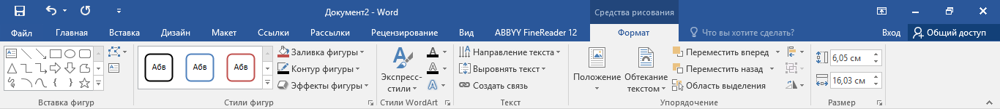 Документ2 - Word
Средства рисования
Файл Главная Вставка Дизайн Макет Ссылки Рассылки Рецензирование Вид ABBYY FineReader 12 Формат Что вы хотите сделать? Вход Общий доступ
Абв Абв Абв
Заливка фигуры
Контур фигуры
Эффекты фигуры
Экспресс-
стили
Направление текста
Выровнять текст
Создать связь
Положение
Обтекание
текстом
Переместить вперед
Переместить назад
Область выделения
6,05 см
16,03 см
Вставка фигур Стили фигур Стили WordArt Текст Упорядочение Размер